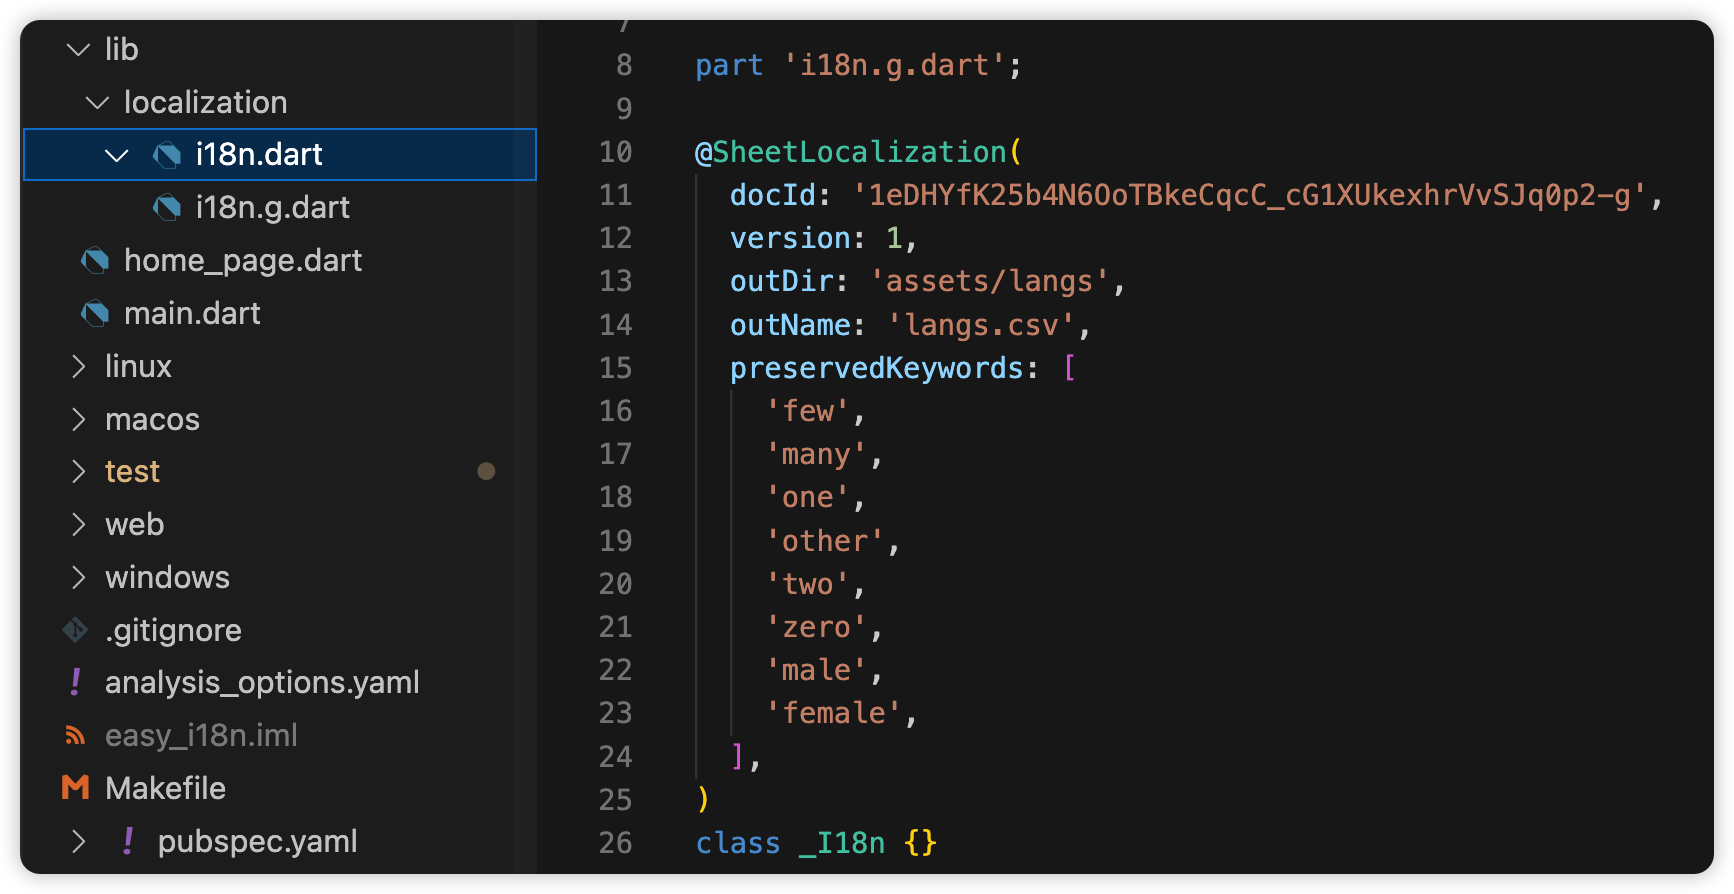 lib
localization
i18n.dart
i18n.g.dart
home_page.dart
main.dart
linux
macos
test
web
windows
.gitignore
analysis_options.yaml
easy_i18n.iml
Makefile
pubspec.yaml
7
8 part 'i18n.g.dart';
9
10 @SheetLocalization(
11 docId: '1eDHYfK25b4N6OoTBkeCqcC_cG1XUkexhrVvSJq0p2-g',
12 version: 1,
13 outDir: 'assets/langs',
14 outName: 'langs.csv',
15 preservedKeywords: [
16 'few',
17 'many',
18 'one',
19 'other',
20 'two',
21 'zero',
22 'male',
23 'female',
24 ],
25 )
26 class _I18n {}